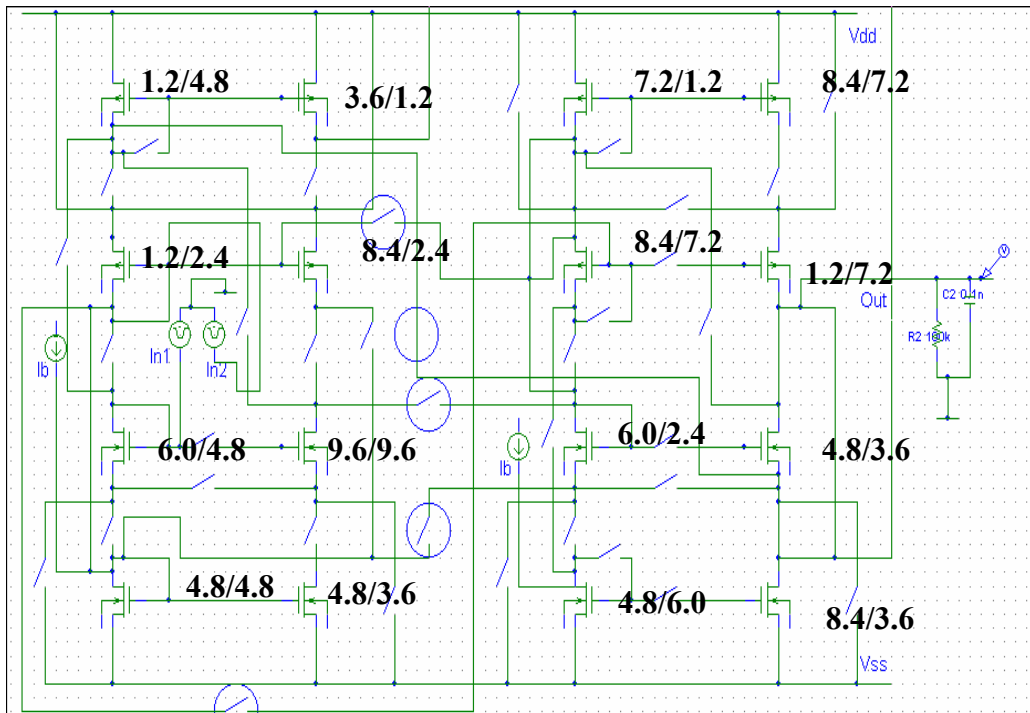 Vdd
1.2/4.8
3.6/1.2
7.2/1.2
8.4/7.2
1.2/2.4
8.4/2.4
8.4/7.2
1.2/7.2
V
Out
C2 0.1n
R2 100k
In1
In2
Ib
6.0/4.8
9.6/9.6
Ib
6.0/2.4
4.8/3.6
4.8/4.8
4.8/3.6
4.8/6.0
8.4/3.6
Vss